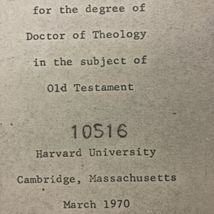 for the degree of
Doctor of Theology
in the subject of
Old Testament
10516
Harvard University
Cambridge, Massachusetts
March 1970